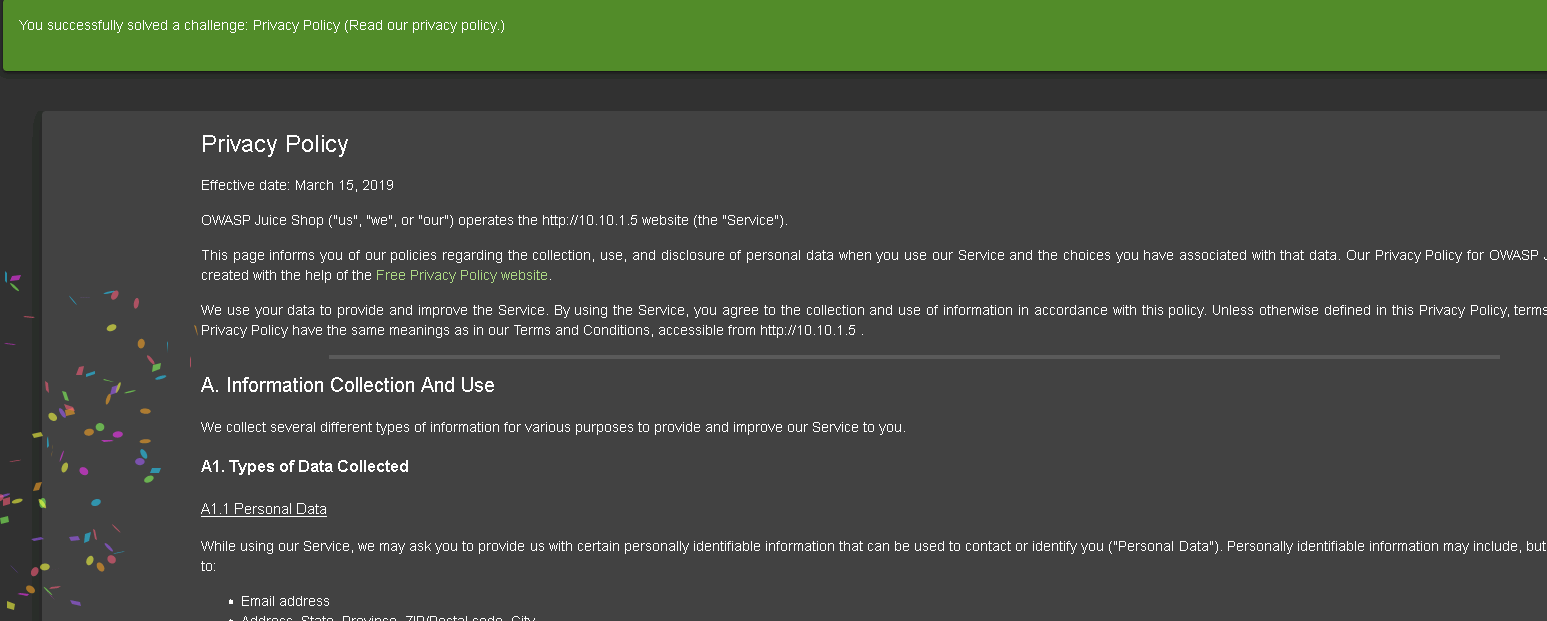 You successfully solved a challenge: Privacy Policy (Read our privacy policy.)
Privacy Policy
Effective date: March 15, 2019
OWASP Juice Shop ("us", "we", or "our") operates the http://10.10.1.5 website (the "Service").
This page informs you of our policies regarding the collection, use, and disclosure of personal data when you use our Service and the choices you have associated with that data. Our Privacy Policy for OWASP
created with the help of the Free Privacy Policy website.
We use your data to provide and improve the Service. By using the Service, you agree to the collection and use of information in accordance with this policy. Unless otherwise defined in this Privacy Policy, terms
Privacy Policy have the same meanings as in our Terms and Conditions, accessible from http://10.10.1.5 .
A. Information Collection And Use
We collect several different types of information for various purposes to provide and improve our Service to you.
A1. Types of Data Collected
A1.1 Personal Data
While using our Service, we may ask you to provide us with certain personally identifiable information that can be used to contact or identify you ("Personal Data"). Personally identifiable information may include, but
to:
• Email address
• Address, State, Province, ZIP/Postal code, City